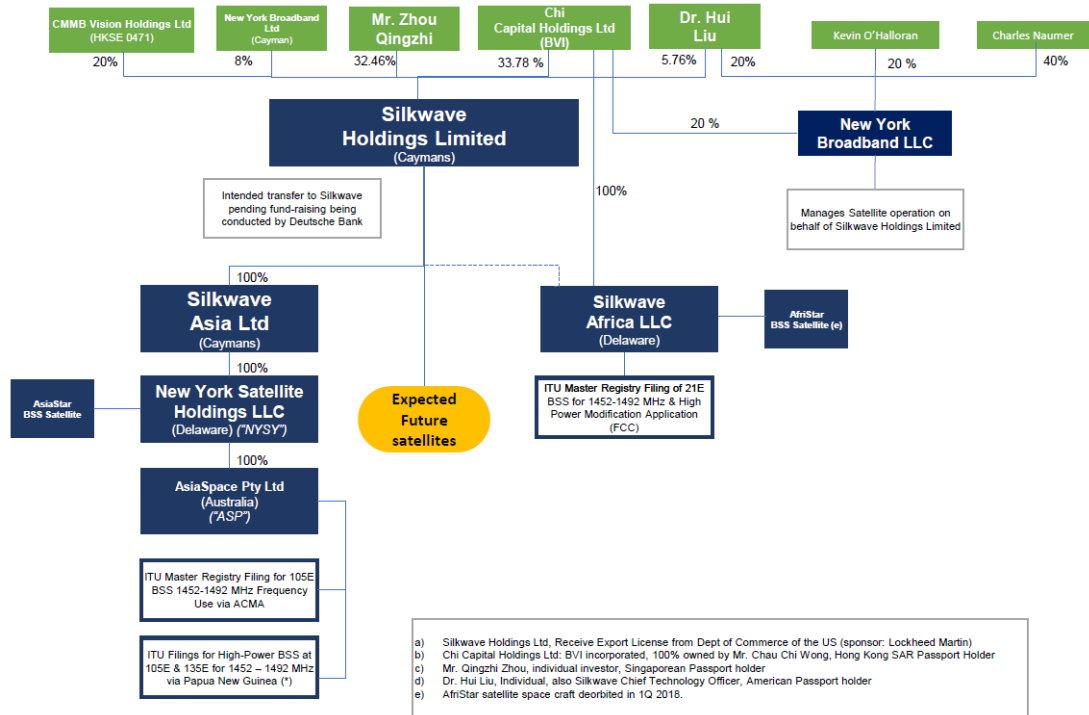 CMMB Vision Holdings Ltd
(HKSE 0471)
New York Broadband
Ltd
(Cayman)
Mr. Zhou
Qingzhi
Chi
Capital Holdings Ltd
(BVI)
Dr. Hui
Liu
Kevin O'Halloran
Charles Naumer
20%
8%
32.46%
33.78 %
5.76%
20%
20 %
40%
Silkwave
Holdings Limited
(Caymans)
20 %
New York
Broadband LLC
100%
Intended transfer to Silkwave
pending fund-raising being
conducted by Deutsche Bank
Manages Satellite operation on
behalf of Silkwave Holdings Limited
100%
Silkwave
Asia Ltd
(Caymans)
Silkwave
Africa LLC
(Delaware)
AfriStar
BSS Satellite (e)
100%
AsiaStar
BSS Satellite
New York Satellite
Holdings LLC
(Delaware) ("NYSY")
Expected
Future
satellites
ITU Master Registry Filing of 21E
BSS for 1452-1492 MHz & High
Power Modification Application
(FCC)
100%
AsiaSpace Pty Ltd
(Australia)
("ASP")
ITU Master Registry Filing for 105E
BSS 1452-1492 MHz Frequency
Use via ACMA
ITU Filings for High-Power BSS at
105E & 135E for 1452 – 1492 MHz
via Papua New Guinea (*)
a) Silkwave Holdings Ltd, Receive Export License from Dept of Commerce of the US (sponsor: Lockheed Martin)
b) Chi Capital Holdings Ltd: BVI incorporated, 100% owned by Mr. Chau Chi Wong, Hong Kong SAR Passport Holder
c) Mr. Qingzhi Zhou, individual investor, Singaporean Passport holder
d) Dr. Hui Liu, Individual, also Silkwave Chief Technology Officer, American Passport holder
e) AfriStar satellite space craft deorbited in 1Q 2018.